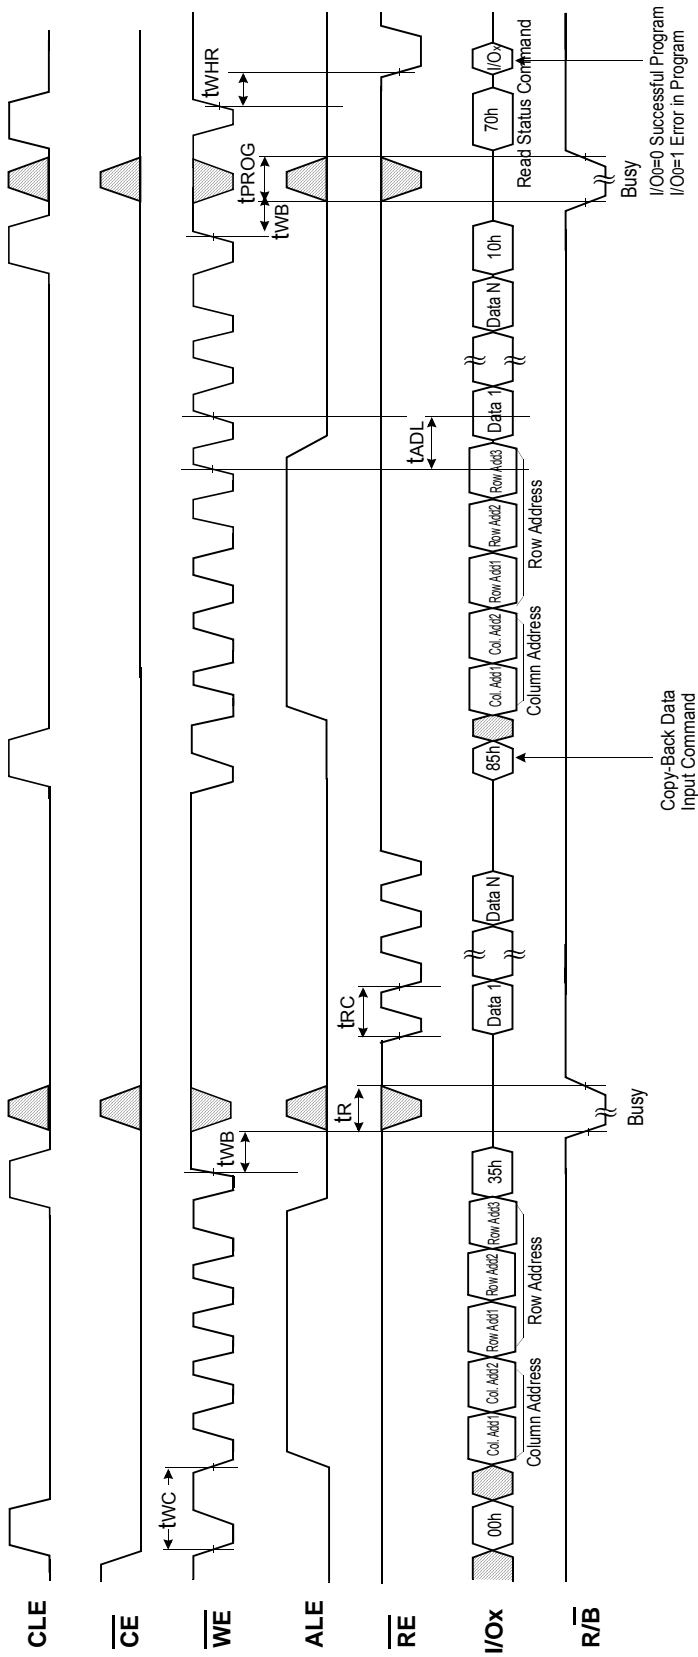 CLE
CE
WE
ALE
RE
I/Ox
R/B
tWC
tWB
tWB
tPROG
tWHR
tR
tRC
tADL
00h
Col. Add1
Col. Add2
Row Add1
Row Add2
Row Add3
35h
Data 1
Data N
85h
Col. Add1
Col. Add2
Row Add1
Row Add2
Row Add3
Data 1
Data N
10h
70h
I/Ox
Column Address
Row Address
Column Address
Row Address
Read Status Command
Busy
Busy
Copy-Back Data
Input Command
I/O0=0 Successful Program
I/O0=1 Error in Program